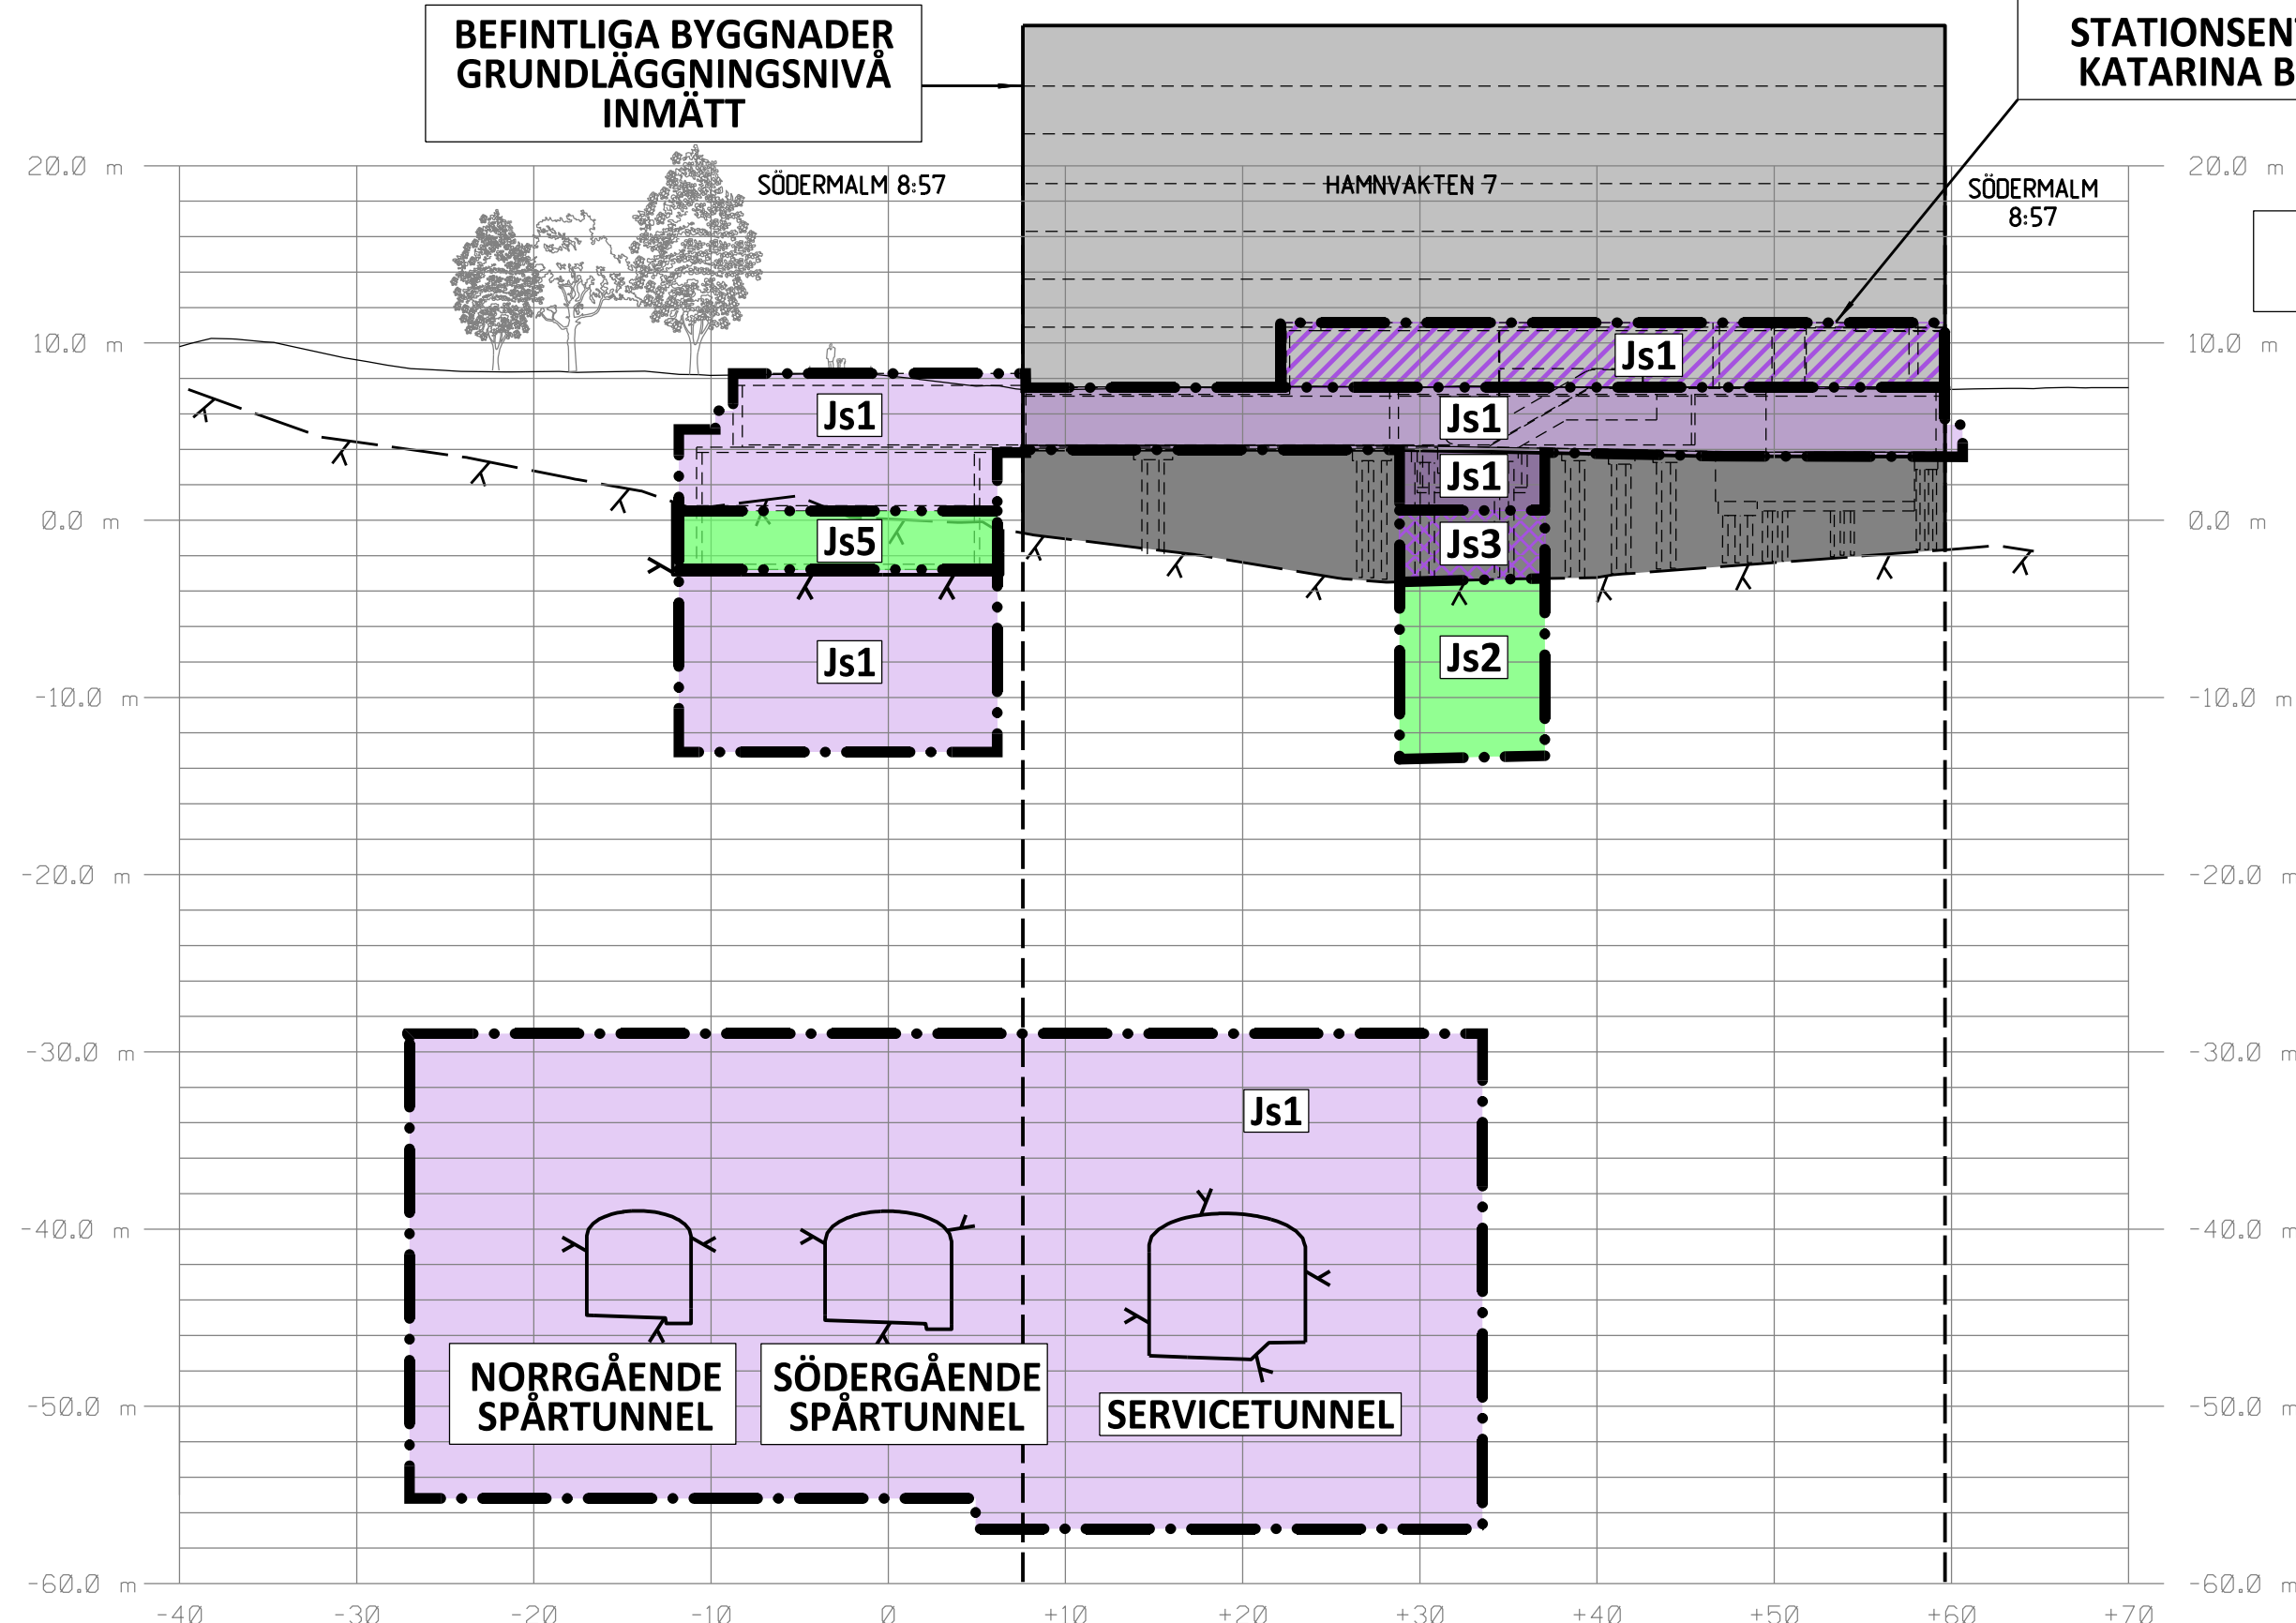 BEFINTLIGA BYGGNADER
GRUNDLÄGGNINGSNIVÅ
INMÄTT
STATIONSEN
KATARINA B
20.0 m
SÖDERMALM 8:57
HAMNVAKTEN 7
SÖDERMALM
8:57
20.0 m
10.0 m
Js1
10.0 m
Js1
Js1
Js1
0.0 m
Js5
Js3
0.0 m
Js1
Js2
-10.0 m
-10.0 m
-20.0 m
-20.0 m
-30.0 m
-30.0 m
Js1
-40.0 m
-40.0 m
NORRGÅENDE
SPÅRTUNNEL
SÖDERGÅENDE
SPÅRTUNNEL
SERVICETUNNEL
-50.0 m
-50.0 m
-60.0 m
-60.0 m
-40 -30 -20 -10 0 +10 +20 +30 +40 +50 +60 +70